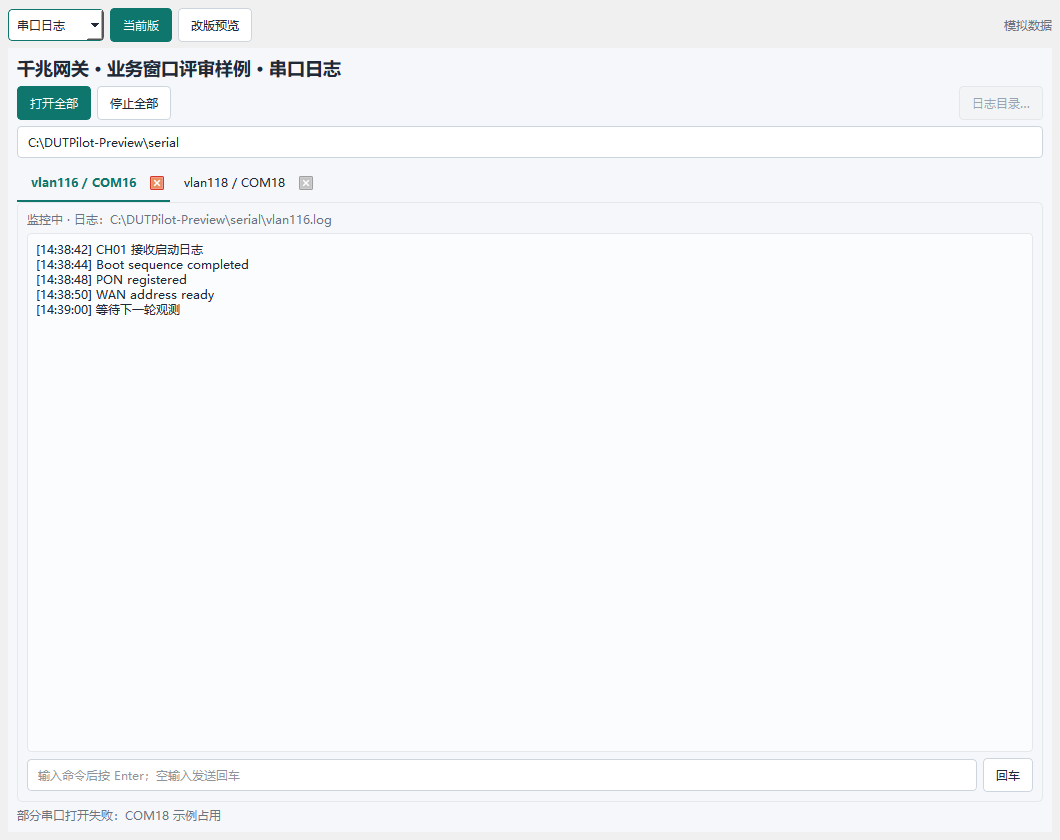 串口日志 当前版 改版预览 模拟数据
千兆网关 • 业务窗口评审样例 • 串口日志
打开全部 停止全部 日志目录...
C:\DUTPilot-Preview\serial
vlan116 / COM16 vlan118 / COM18
监控中 · 日志：C:\DUTPilot-Preview\serial\vlan116.log
[14:38:42] CH01 接收启动日志
[14:38:44] Boot sequence completed
[14:38:48] PON registered
[14:38:50] WAN address ready
[14:39:00] 等待下一轮观测
输入命令后按 Enter；空输入发送回车 回车
部分串口打开失败：COM18 示例占用